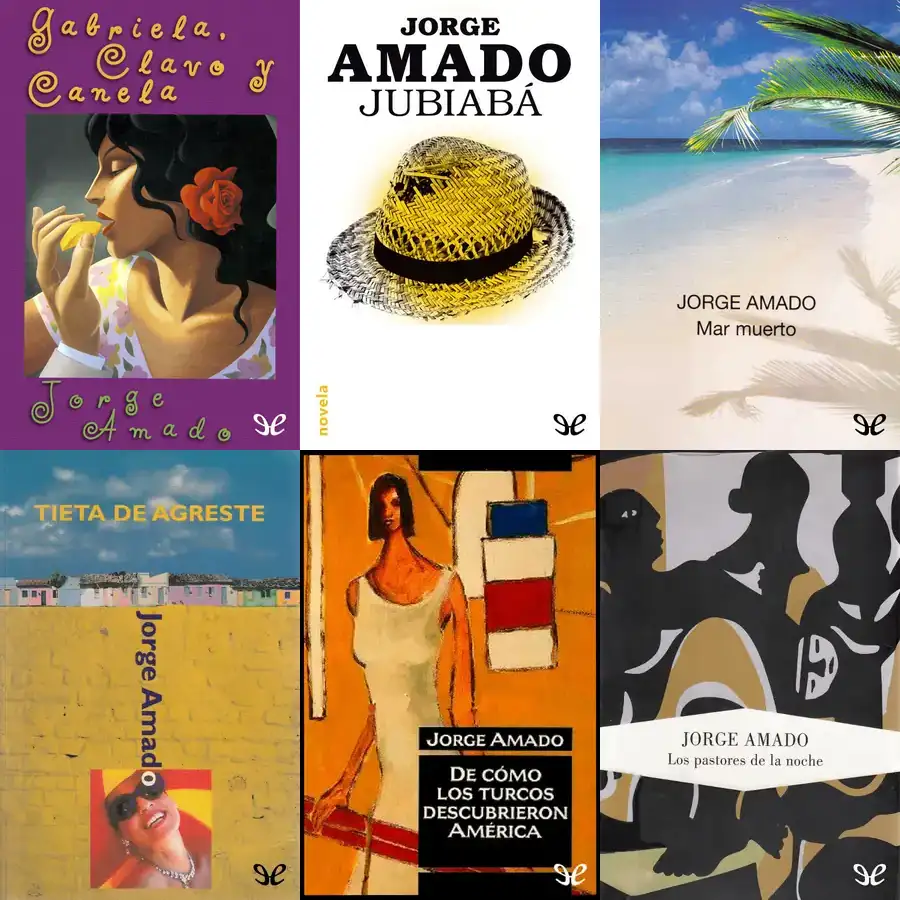 Gabriela,
Clavo y
Canela
Jorge
Amado
JORGE
AMADO
JUBIABÁ
novela
JORGE AMADO
Mar muerto
TIETA DE AGRESTE
Jorge Amado
JORGE AMADO
DE CÓMO
LOS TURCOS
DESCUBRIERON
AMÉRICA
JORGE AMADO
Los pastores de la noche